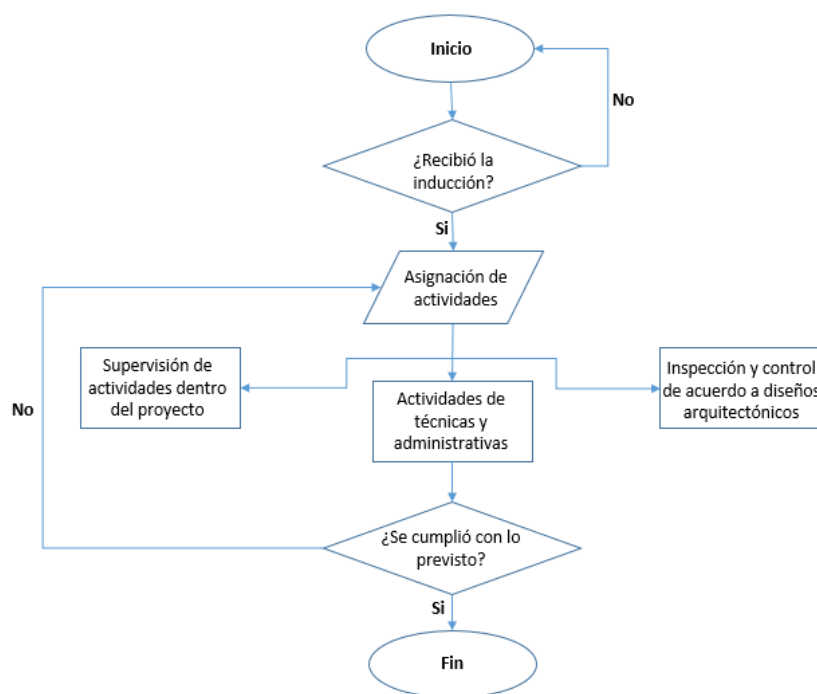 Inicio
No
¿Recibió la
inducción?
Si
Asignación de
actividades
Supervisión de
actividades dentro
del proyecto
Inspección y control
de acuerdo a diseños
arquitectónicos
No
Actividades de
técnicas y
administrativas
¿Se cumplió con lo
previsto?
Si
Fin